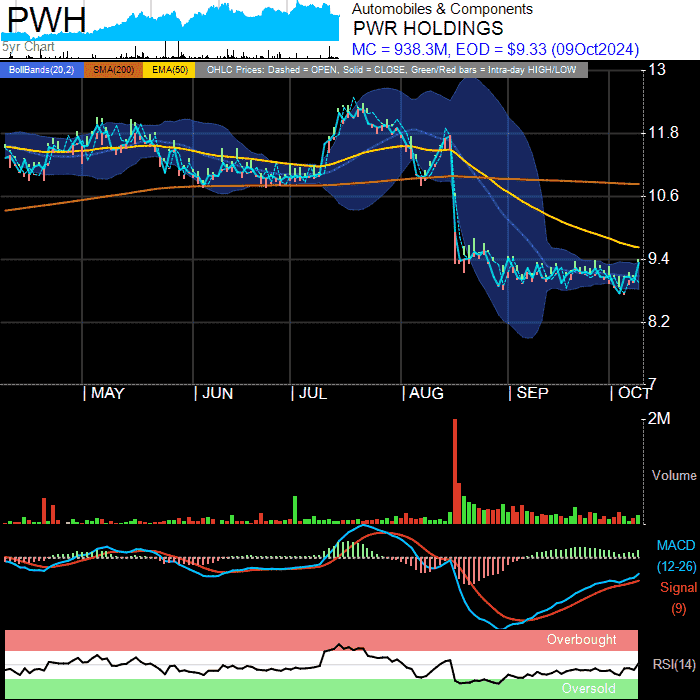 PWH
Automobiles & Components
PWR HOLDINGS
MC = 938.3M, EOD = $9.33 (09Oct2024)
5yr Chart
BollBands(20,2) SMA(200) EMA(50) OHLC Prices: Dashed = OPEN, Solid = CLOSE, Green/Red bars = Intra-day HIGH/LOW
13
11.8
10.6
9.4
8.2
7
MAY JUN JUL AUG SEP OCT
2M
Volume
MACD
(12-26)
Signal
(9)
Overbought
RSI(14)
Oversold